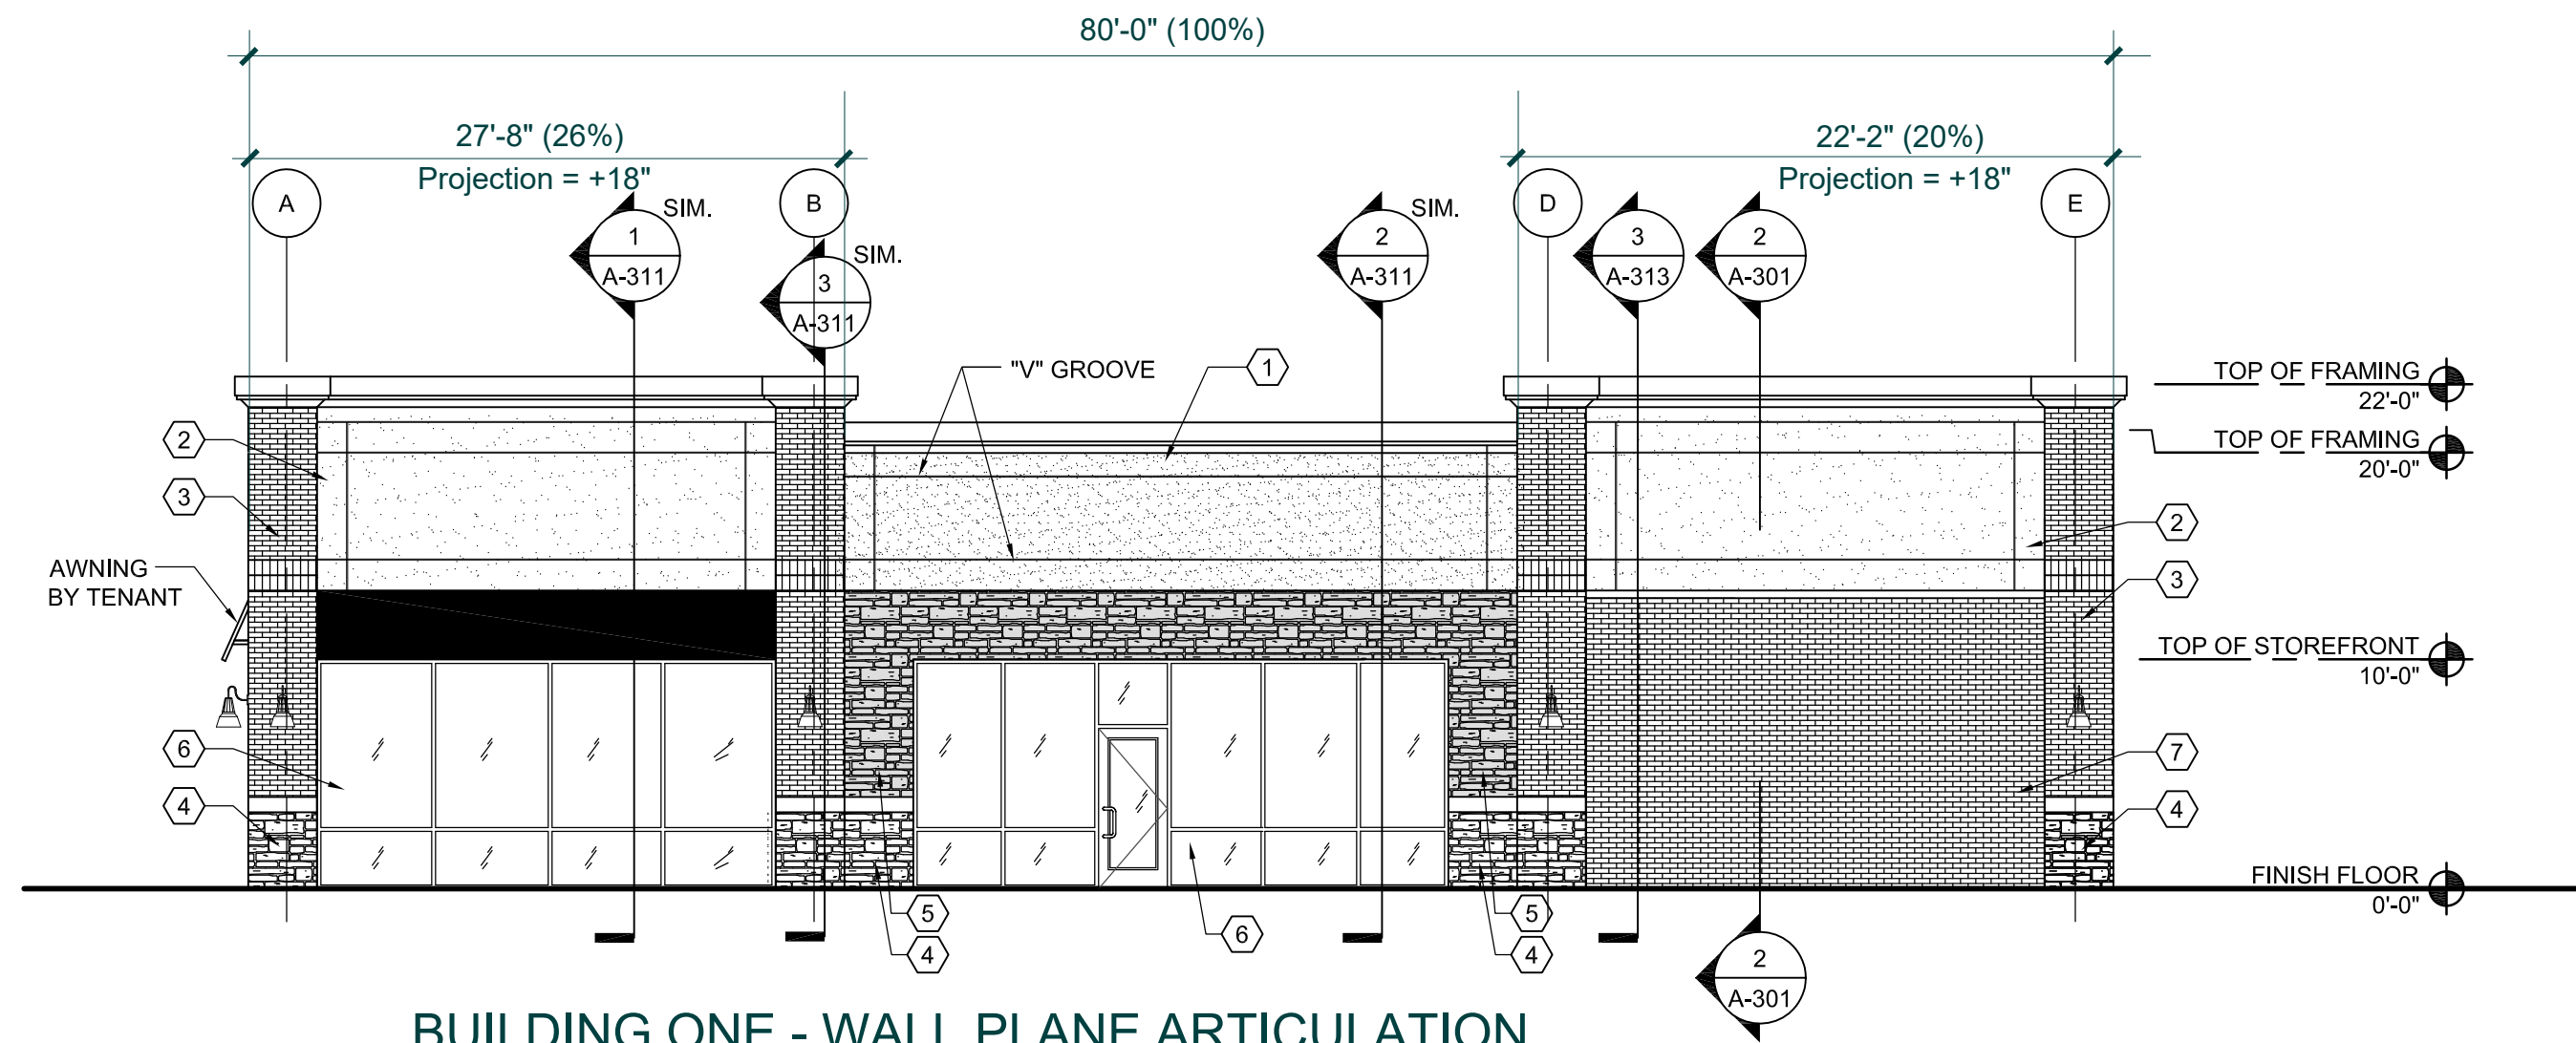 80'-0" (100%)
27'-8" (26%)
22'-2" (20%)
Projection = +18"
Projection = +18"
A
B
D
E
SIM.
1
A-311
SIM.
3
A-311
SIM.
2
A-311
3
A-313
2
A-301
"V" GROOVE
1
TOP OF FRAMING
22'-0"
TOP OF FRAMING
20'-0"
2
3
AWNING
BY TENANT
6
4
2
3
TOP OF STOREFRONT
10'-0"
7
4
FINISH FLOOR
0'-0"
5
4
6
5
4
2
A-301
BUILDING ONE - WALL PLANE ARTICULATION